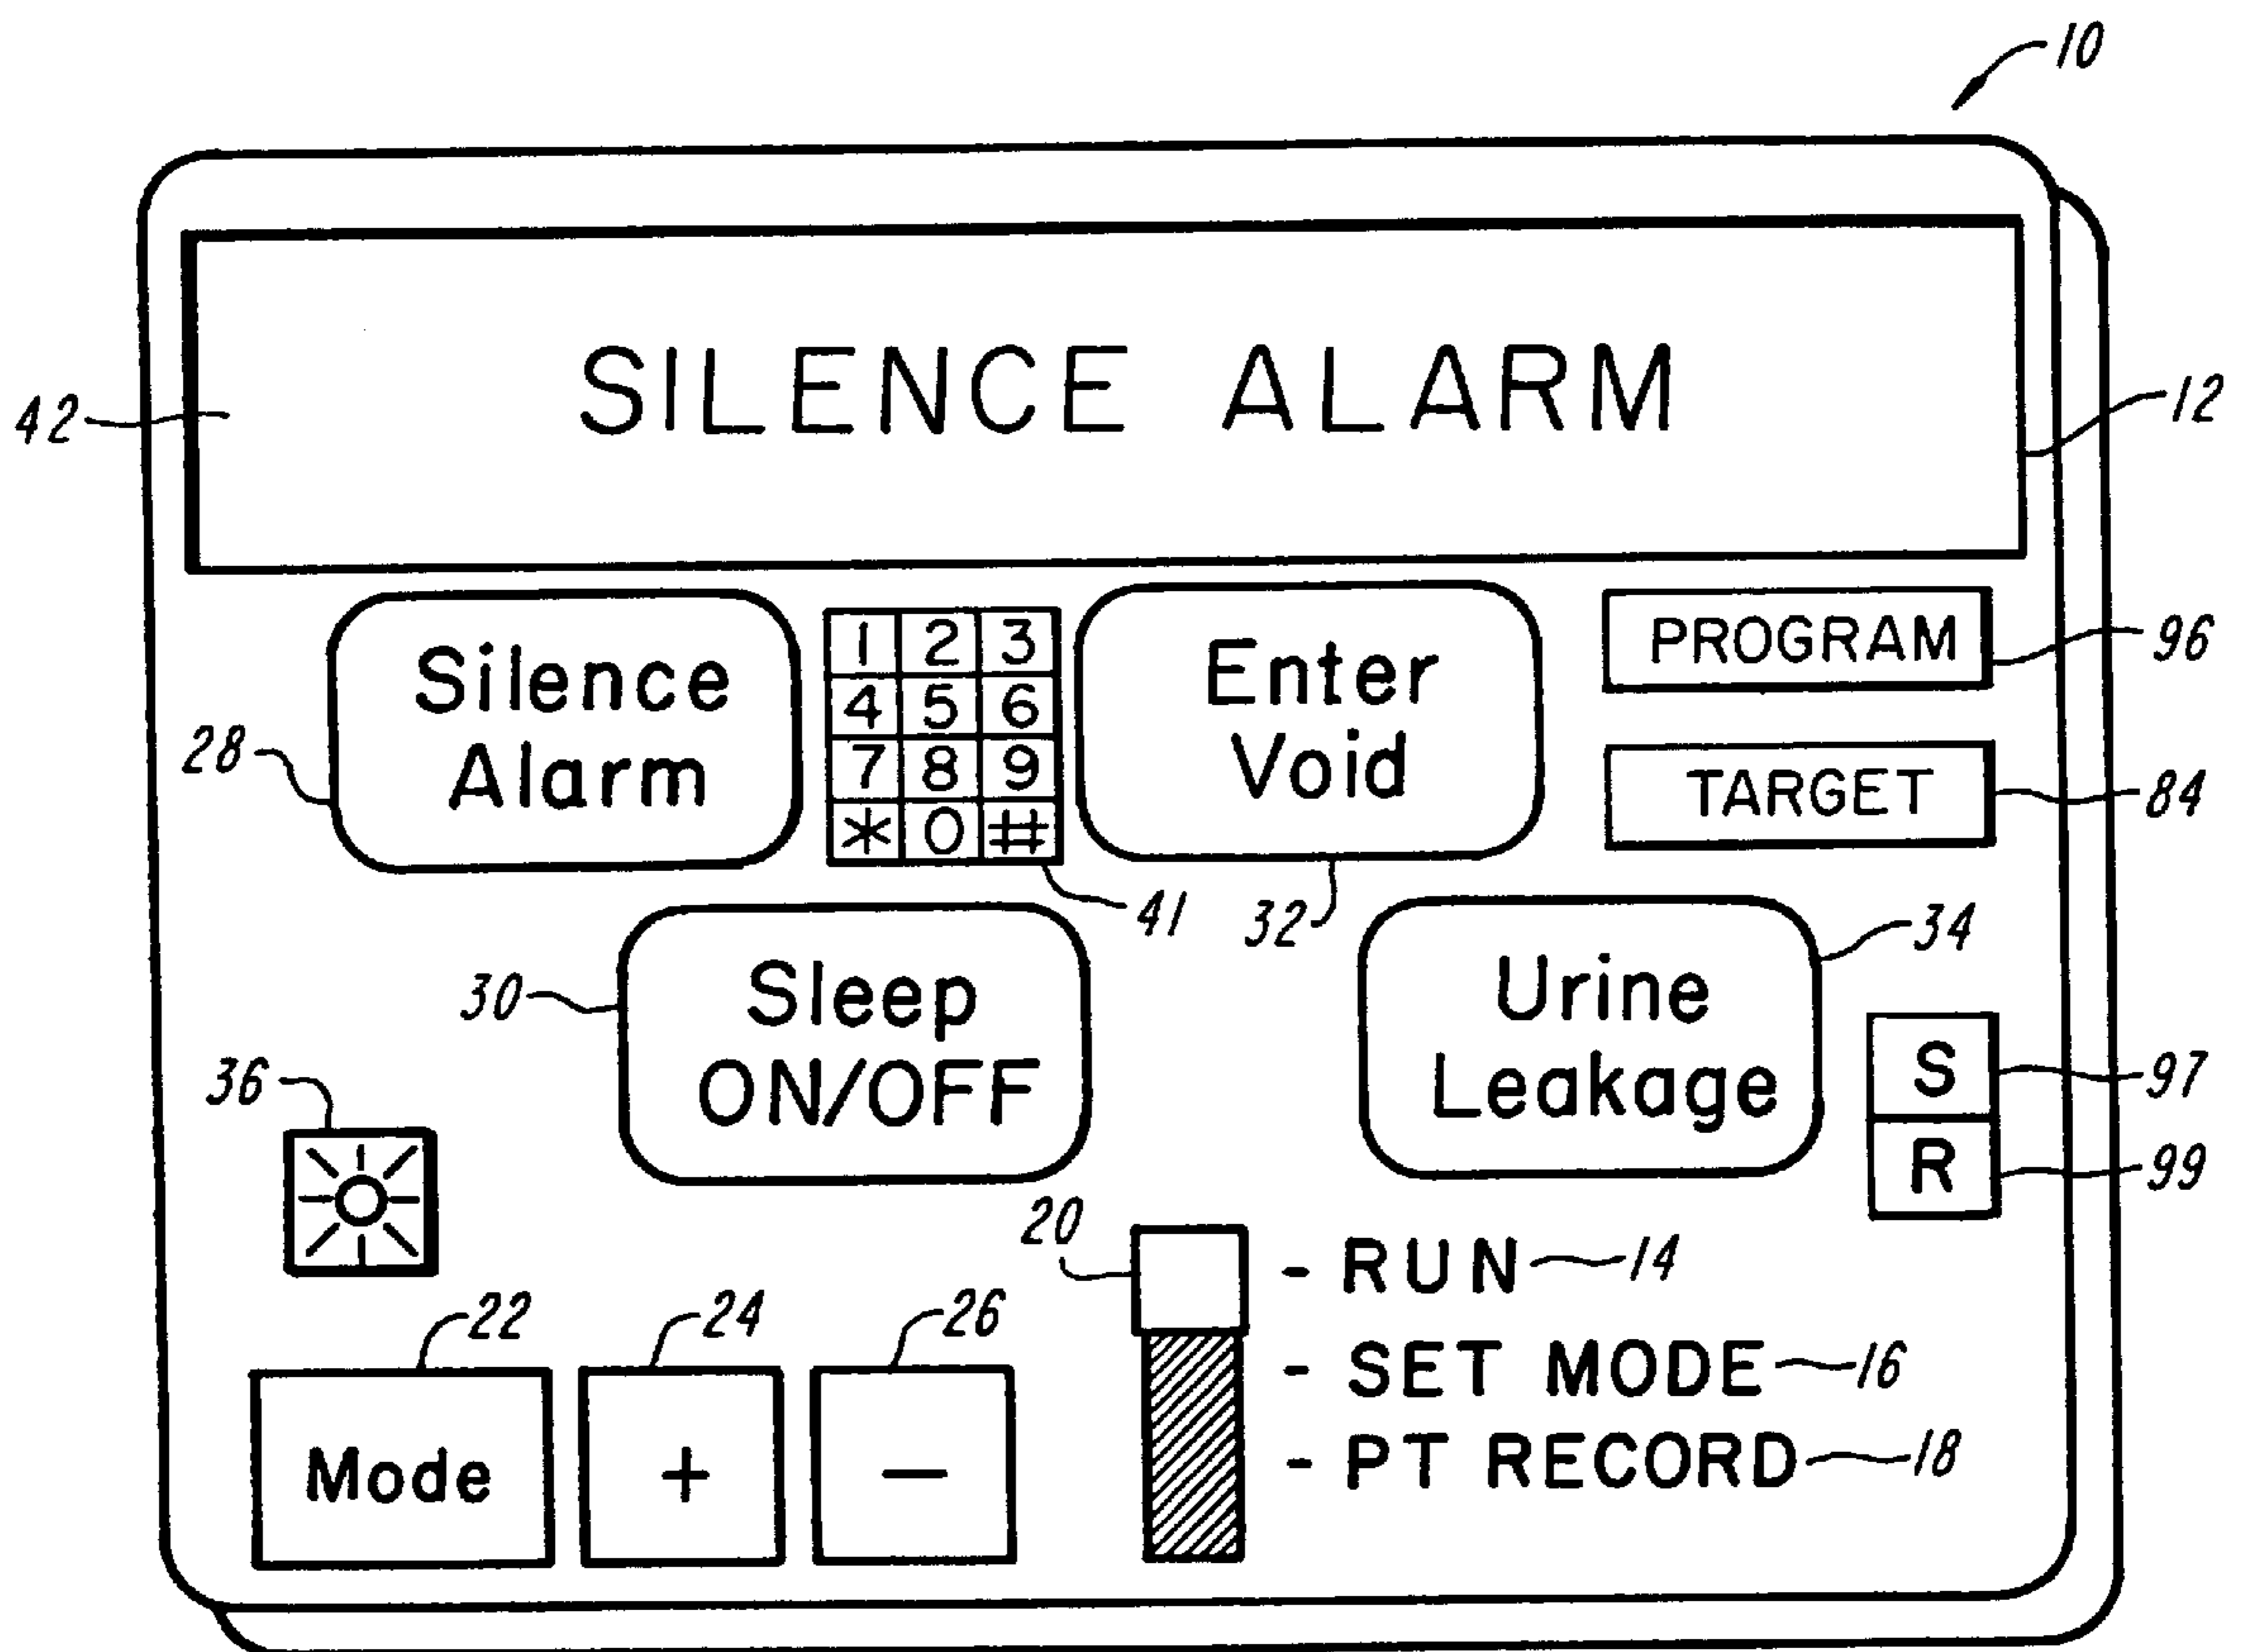 10
SILENCE ALARM
42
12
Silence
Alarm
28
1 2 3
4 5 6
7 8 9
* 0 #
41
Enter
Void
32
PROGRAM
96
TARGET
84
Sleep
ON/OFF
30
Urine
Leakage
34
S
97
R
99
36
20
- RUN 14
- SET MODE 16
- PT RECORD 18
22
24
26
Mode
+
−